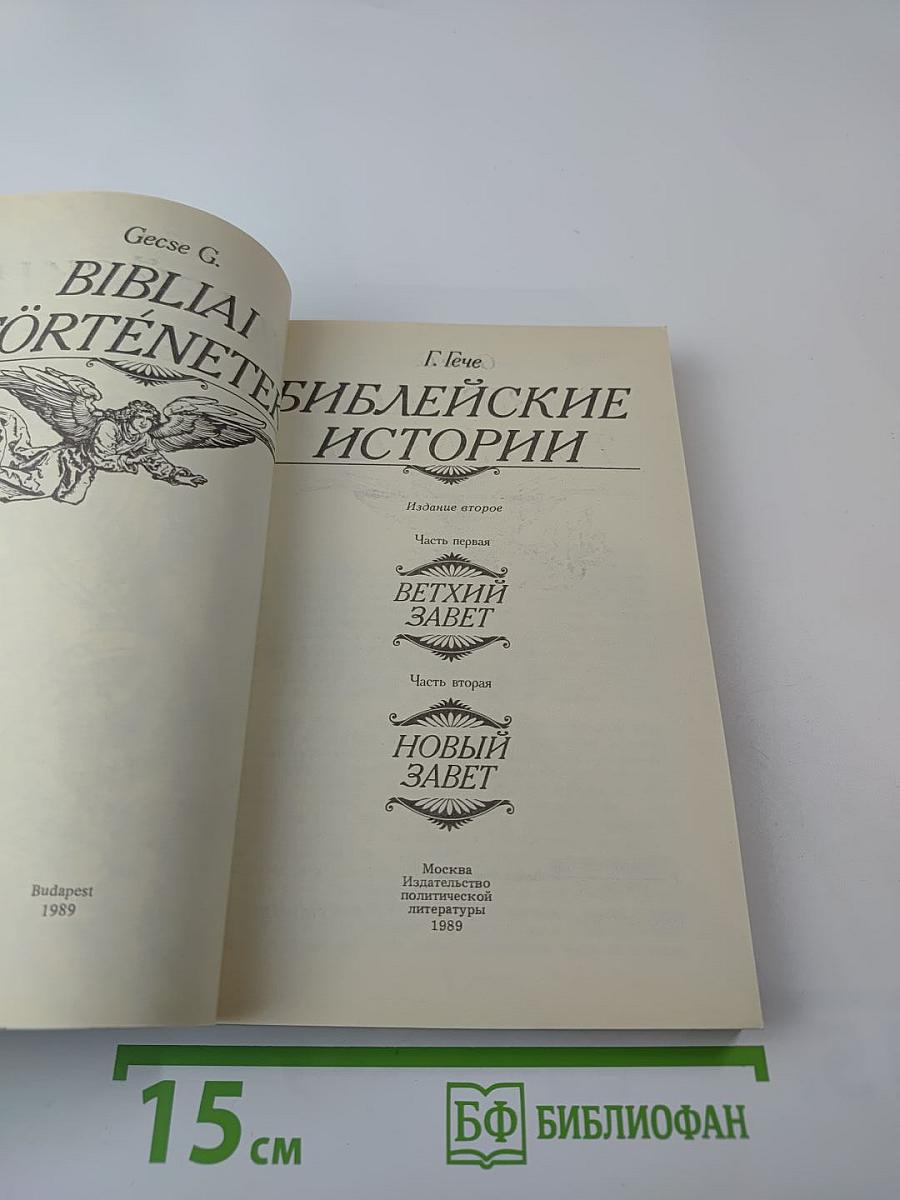 Gecse G.
BIBLIAI
TÖRTÉNETEK
Budapest
1989
Г. Гече
БИБЛЕЙСКИЕ
ИСТОРИИ
Издание второе
Часть первая
ВЕТХИЙ
ЗАВЕТ
Часть вторая
НОВЫЙ
ЗАВЕТ
Москва
Издательство
политической
литературы
1989
15 см
БФ БИБЛИОФАН